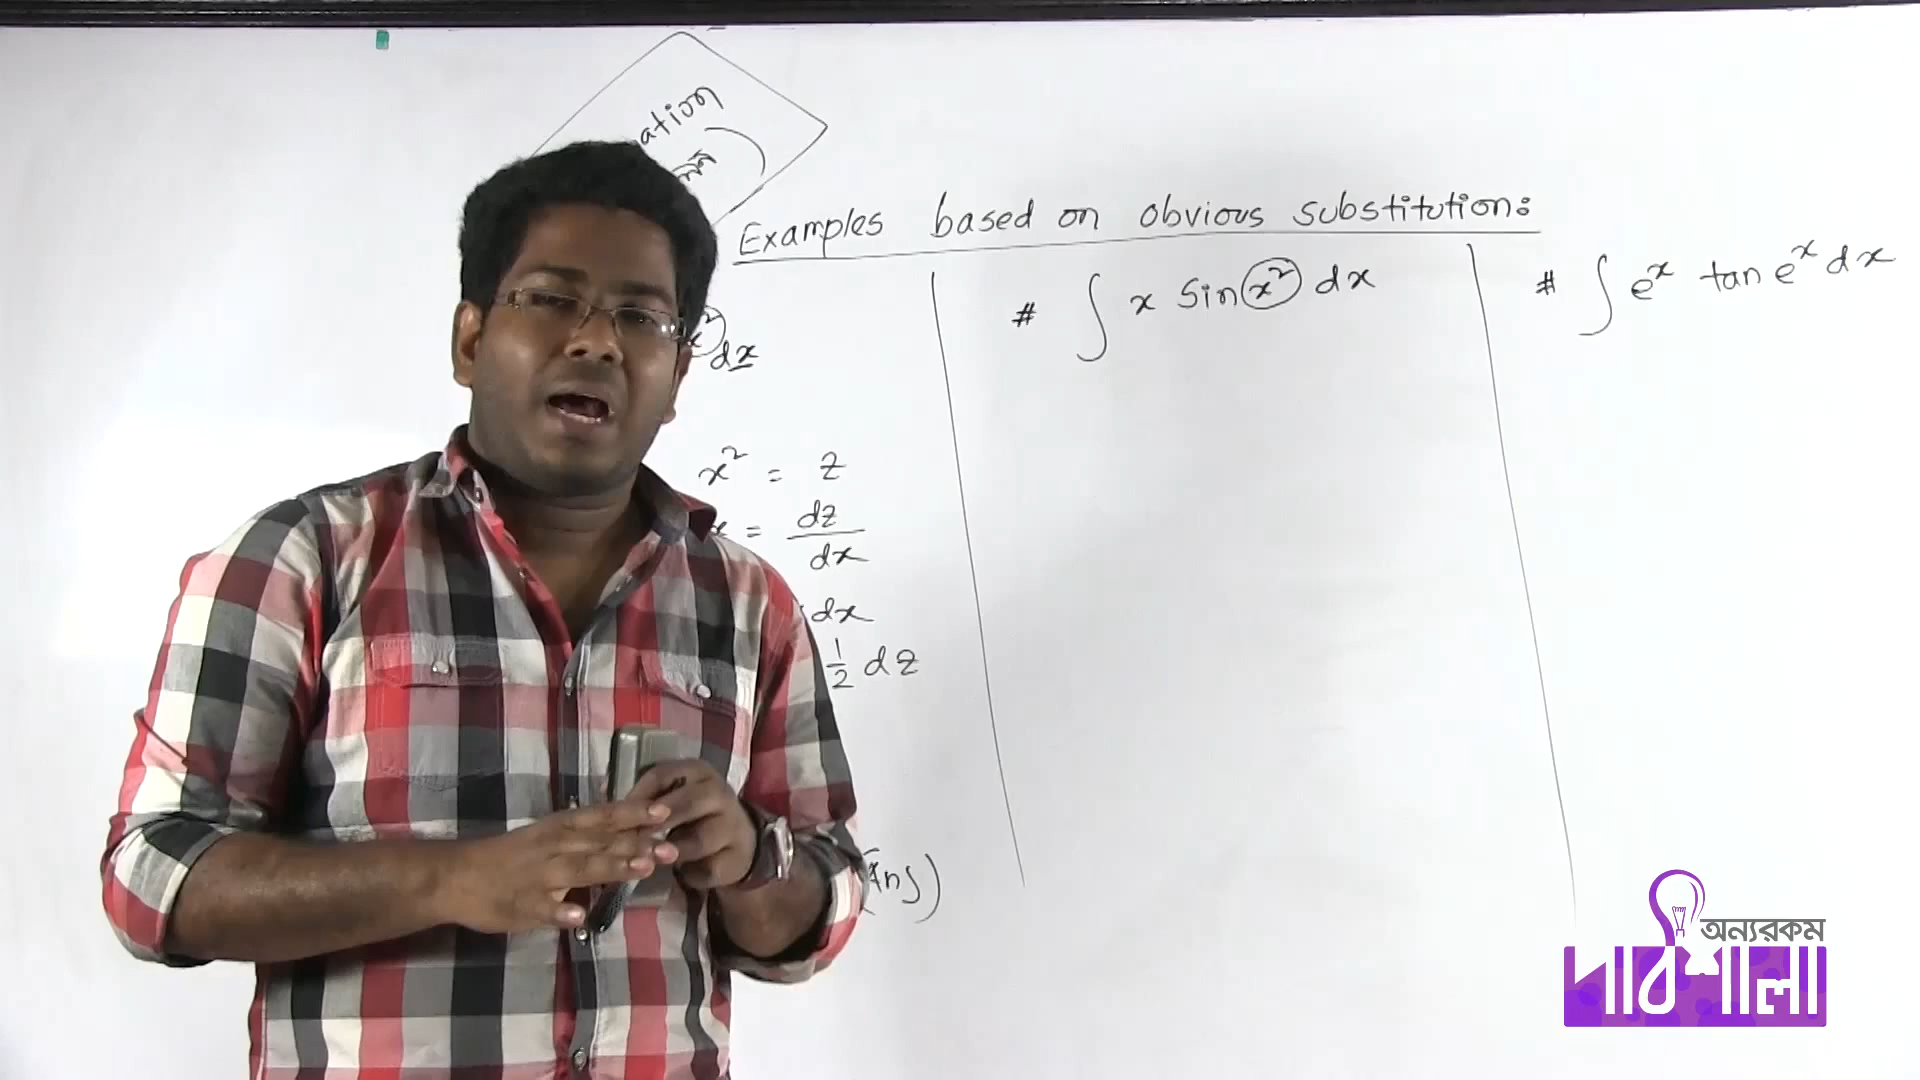 ation
Examples based on obvious substitution:
dx
x² = z
= dz/dx
dx
1/2 dz
# ∫ x Sin(x²) dx
# ∫ eˣ tan eˣ dx
অন্যরকম
পাঠশালা